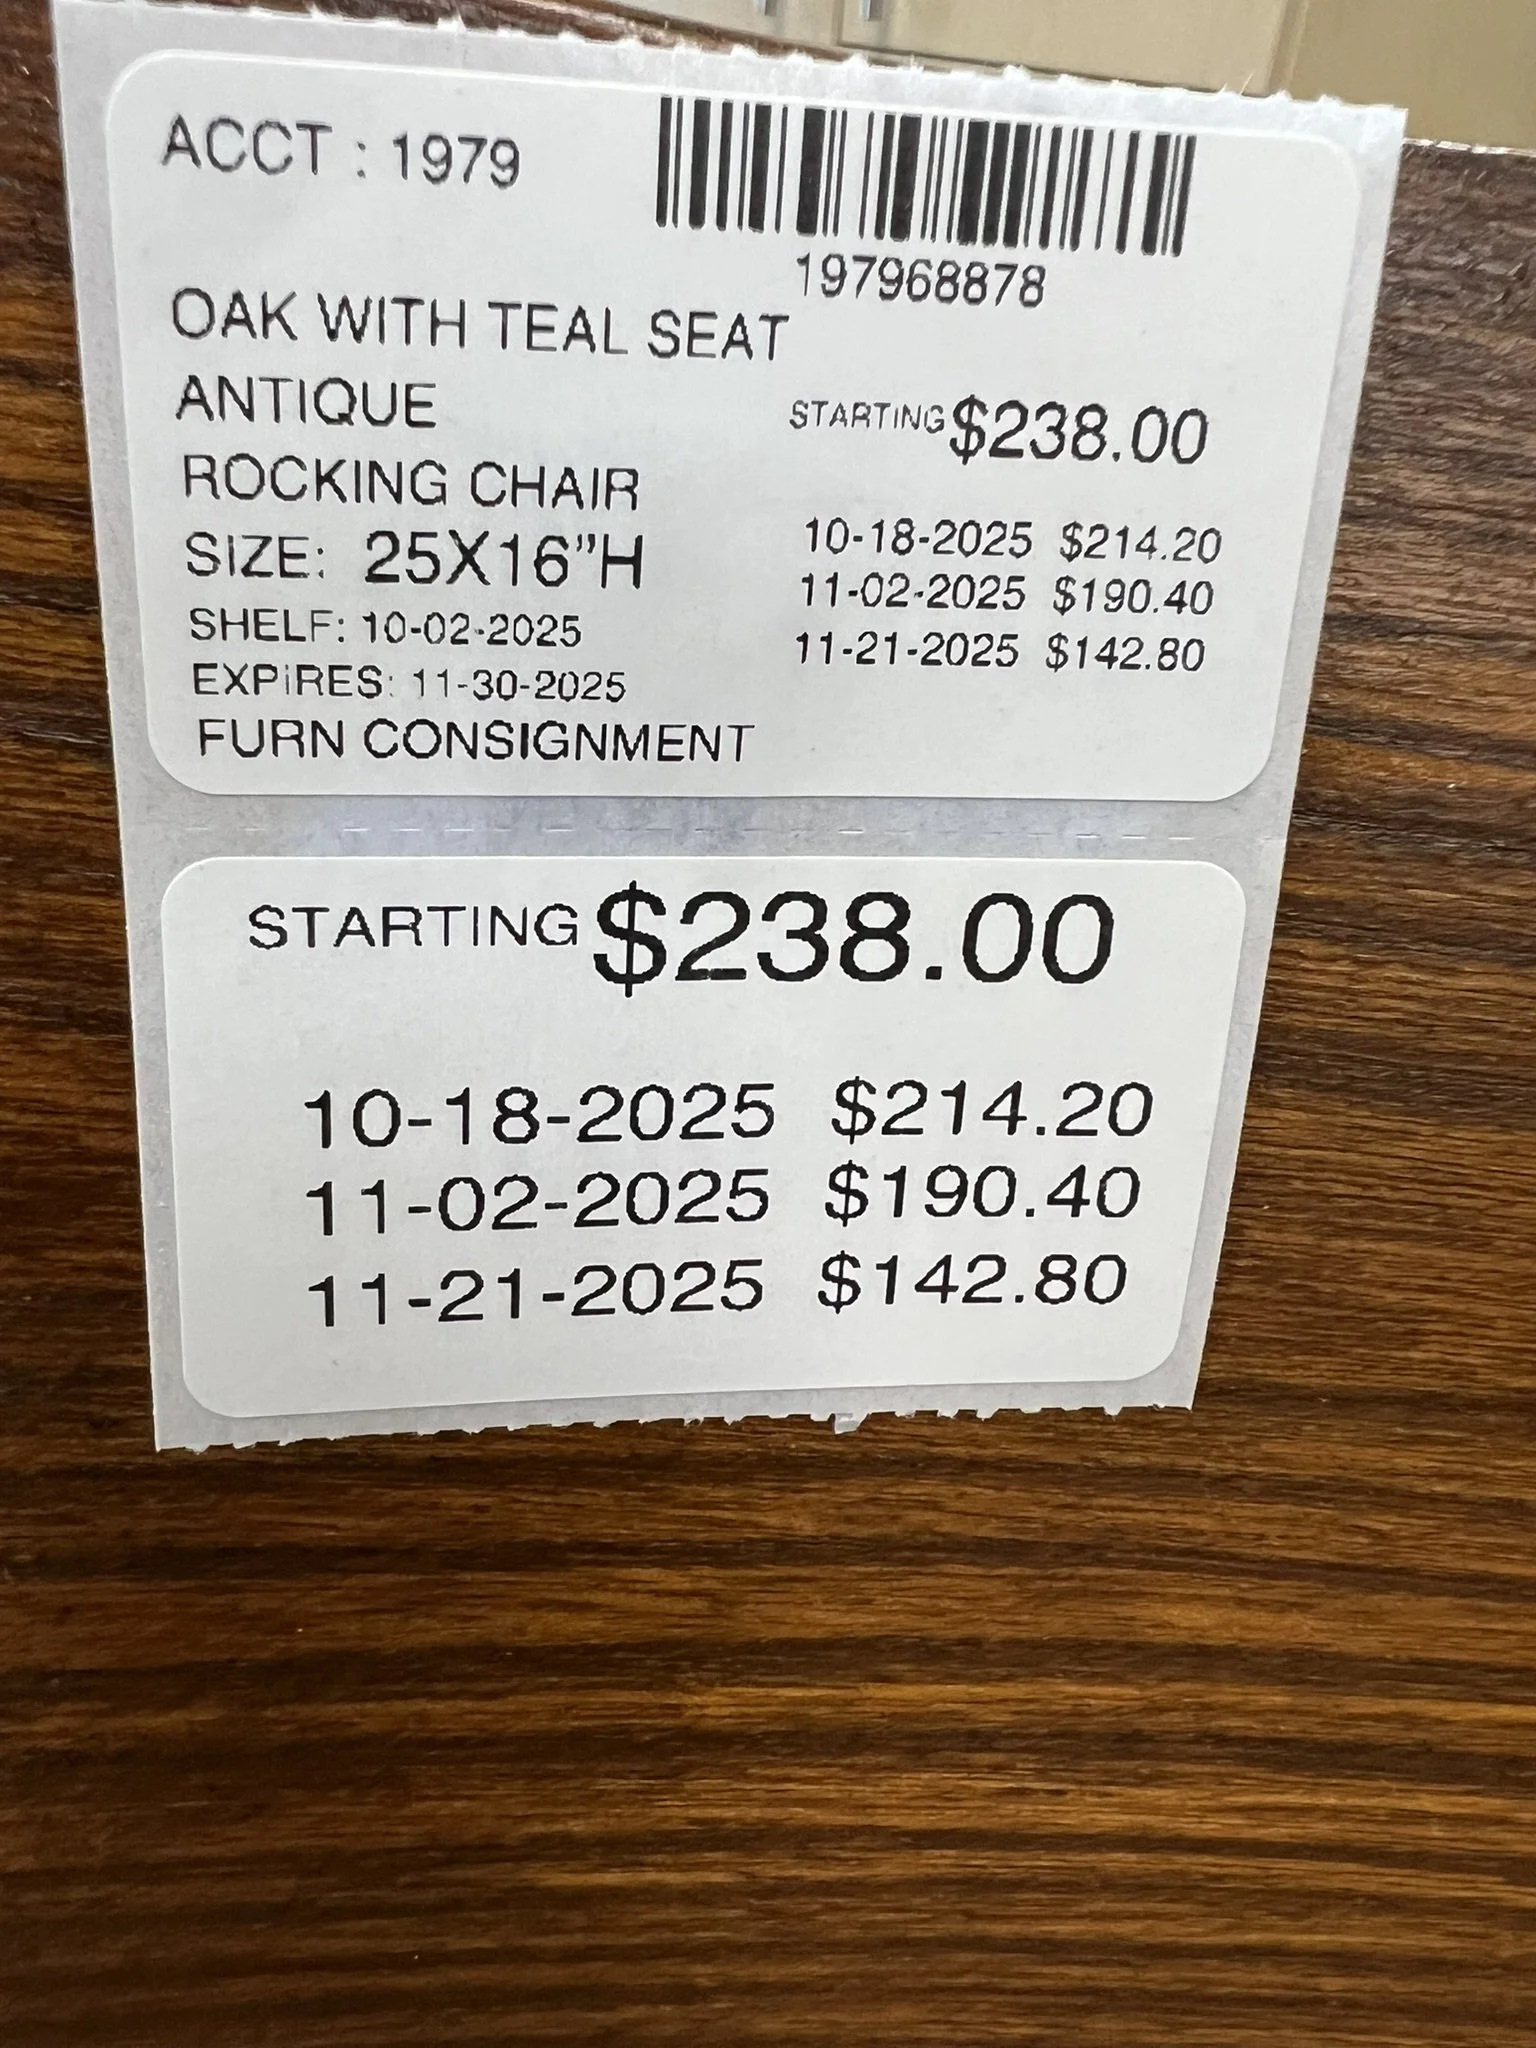 ACCT : 1979
197968878
OAK WITH TEAL SEAT
ANTIQUE
ROCKING CHAIR
SIZE: 25X16”H
SHELF: 10-02-2025
EXPIRES: 11-30-2025
FURN CONSIGNMENT
STARTING $238.00
10-18-2025 $214.20
11-02-2025 $190.40
11-21-2025 $142.80
STARTING $238.00
10-18-2025 $214.20
11-02-2025 $190.40
11-21-2025 $142.80